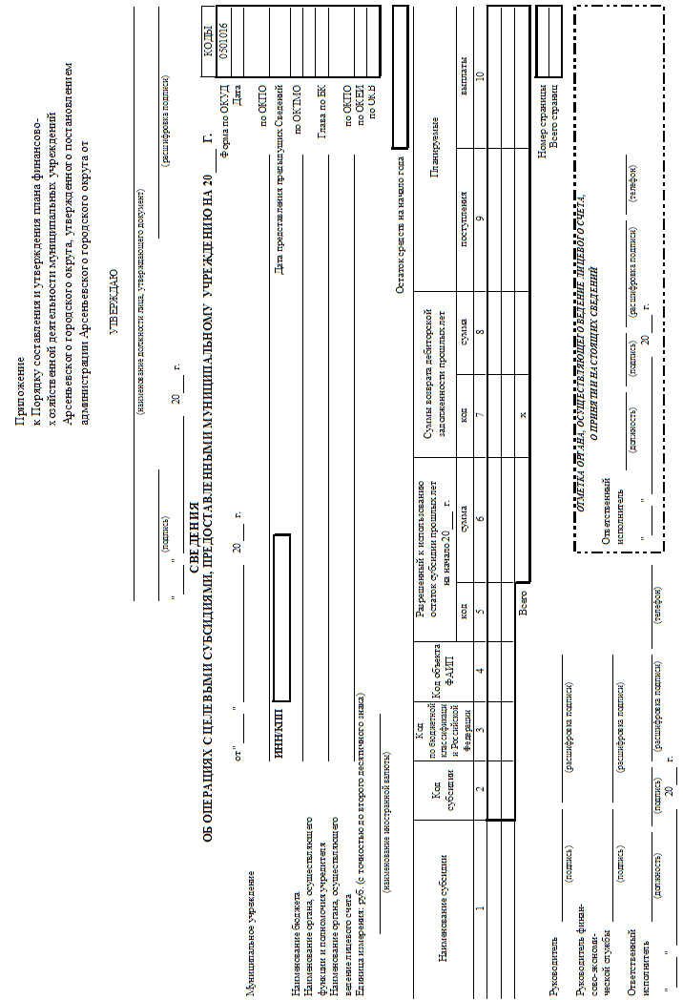 Приложение
к Порядку составления и утверждения плана финансово-
хозяйственной деятельности муниципальных учреждений
Арсеньевского городского округа, утвержденного постановлением
администрации Арсеньевского городского округа от
УТВЕРЖДАЮ
(наименование должности лица, утверждающего документ)
(подпись) (расшифровка подписи)
" " 20 г.
СВЕДЕНИЯ
ОБ ОПЕРАЦИЯХ С ЦЕЛЕВЫМИ СУБСИДИЯМИ, ПРЕДОСТАВЛЕННЫМИ МУНИЦИПАЛЬНОМУ УЧРЕЖДЕНИЮ НА 20 Г.
КОДЫ
Форма по ОКУД 0501016
от " " 20 г. Дата
Муниципальное учреждение по ОКПО
ИНН/КПП Дата представления предыдущих Сведений
Наименование бюджета по ОКТМО
Наименование органа, осуществляющего
функции и полномочия учредителя Глава по БК
Наименование органа, осуществляющего
ведение лицевого счета по ОКПО
Единица измерения: руб. (с точностью до второго десятичного знака) по ОКЕИ
по ОКВ
(наименование иностранной валюты)
Остаток средств на начало года
Наименование субсидии
Код
субсидии
Код
по бюджетной
классификаци
и Российской
Федерации
Код объекта
ФАИП
Разрешенный к использованию
остаток субсидии прошлых лет
на начало 20 г.
код сумма
Суммы возврата дебиторской
задолженности прошлых лет
код сумма
Планируемые
поступления выплаты
1 2 3 4 5 6 7 8 9 10
Всего х
Номер страницы
Всего страниц
Руководитель
(подпись) (расшифровка подписи)
Руководитель финан-
сово-экономи-
ческой службы
(подпись) (расшифровка подписи)
Ответственный
исполнитель
(должность) (подпись) (расшифровка подписи) (телефон)
" " 20 г.
ОТМЕТКА ОРГАНА, ОСУЩЕСТВЛЯЮЩЕГО ВЕДЕНИЕ ЛИЦЕВОГО СЧЕТА,
О ПРИНЯТИИ НАСТОЯЩИХ СВЕДЕНИЙ
Ответственный
исполнитель
(должность) (подпись) (расшифровка подписи) (телефон)
" " 20 г.